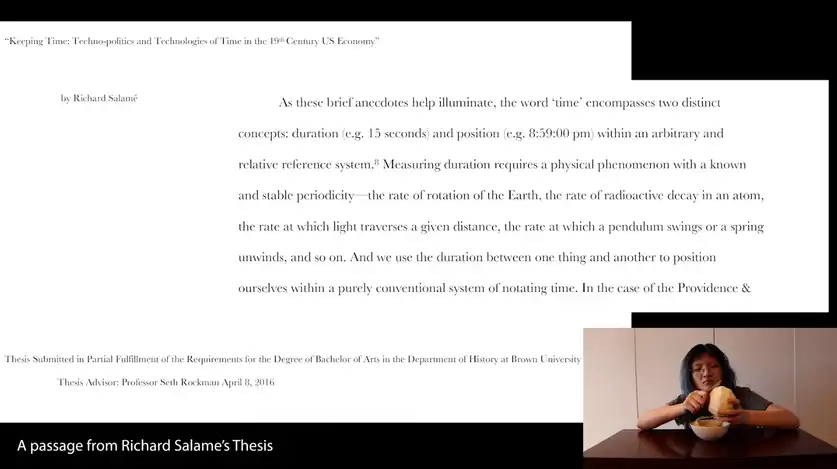 “Keeping Time: Techno-politics and Technologies of Time in the 19th Century US Economy”
by Richard Salamé
As these brief anecdotes help illuminate, the word ‘time’ encompasses two distinct
concepts: duration (e.g. 15 seconds) and position (e.g. 8:59:00 pm) within an arbitrary and
relative reference system.⁸ Measuring duration requires a physical phenomenon with a known
and stable periodicity—the rate of rotation of the Earth, the rate of radioactive decay in an atom,
the rate at which light traverses a given distance, the rate at which a pendulum swings or a spring
unwinds, and so on. And we use the duration between one thing and another to position
ourselves within a purely conventional system of notating time. In the case of the Providence &
Thesis Submitted in Partial Fulfillment of the Requirements for the Degree of Bachelor of Arts in the Department of History at Brown University
Thesis Advisor: Professor Seth Rockman April 8, 2016
A passage from Richard Salame’s Thesis